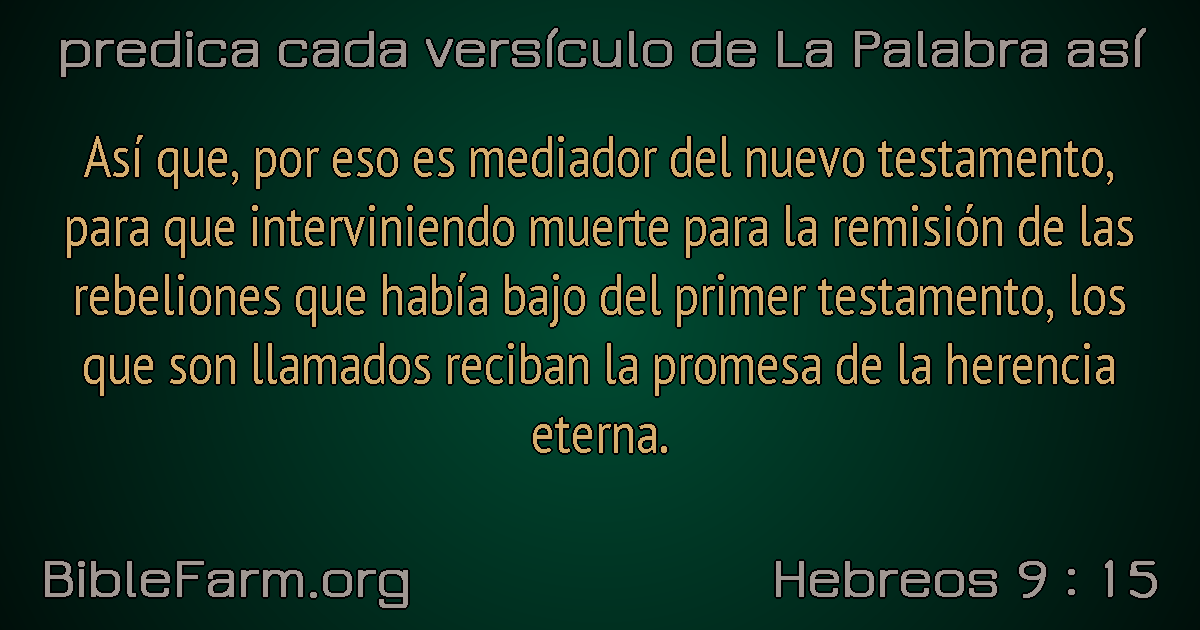 predica cada versículo de La Palabra así
Así que, por eso es mediador del nuevo testamento,
para que interviniendo muerte para la remisión de las
rebeliones que había bajo del primer testamento, los
que son llamados reciban la promesa de la herencia
eterna.
BibleFarm.org
Hebreos 9 : 15